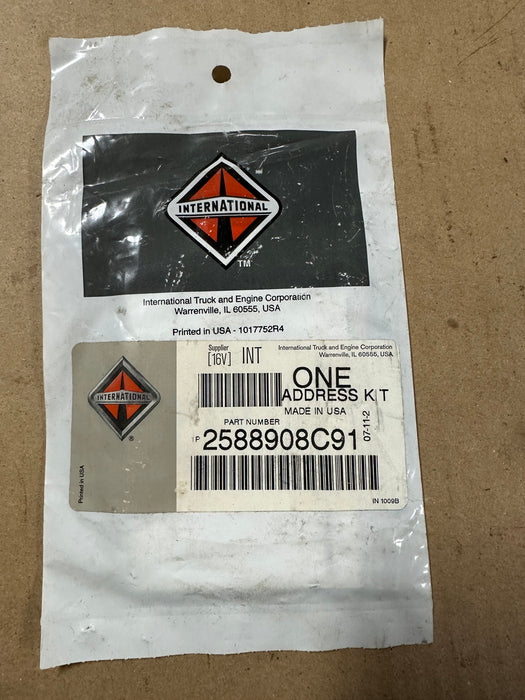 INTERNATIONAL
TM
International Truck and Engine Corporation
Warrenville, IL 60555, USA
Printed in USA - 1017752R4
Supplier
[16V] INT
International Truck and Engine Corporation
Warrenville, IL 60555, USA.
INTERNATIONAL
®
ONE
ADDRESS KIT
MADE IN USA
PART NUMBER
1P 2588908C91
07-11-2
Printed in USA
IN 1009B